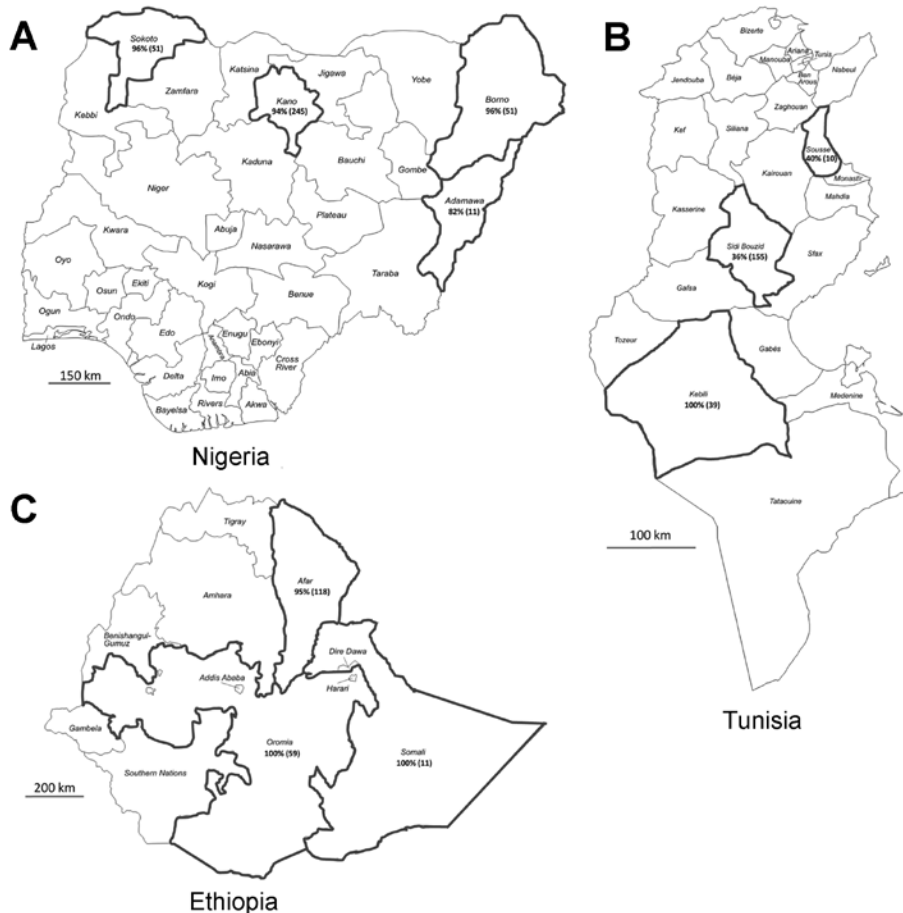 A
Sokoto
96% (51)
Katsina
Jigawa
Yobe
Borno
96% (51)
Zamfara
Kebbi
Kano
94% (245)
Kaduna
Bauchi
Gombe
Adamawa
82% (11)
Niger
Plateau
Abuja
Nasarawa
Kwara
Taraba
Oyo
Kogi
Benue
Osun
Ekiti
Ogun
Ondo
Edo
Enugu
Ebonyi
Anambra
Lagos
Cross
River
Delta
Imo
Abia
Bayelsa
Rivers
Akwa
150 km
Nigeria
B
Bizerte
Ariana
Tunis
Manouba
Jendouba
Béja
Ben
Arous
Nabeul
Zaghouan
Kef
Siliana
Sousse
40% (10)
Kairouan
Monastir
Mahdia
Kasserine
Sidi Bouzid
36% (155)
Sfax
Gafsa
Tozeur
Gabés
Kebili
100% (39)
Medenine
Tataouine
100 km
Tunisia
C
Tigray
Afar
95% (118)
Amhara
Benishangul-
Gumuz
Dire Dawa
Addis Ababa
Harari
Gambela
Oromia
100% (59)
Somali
100% (11)
Southern Nations
200 km
Ethiopia